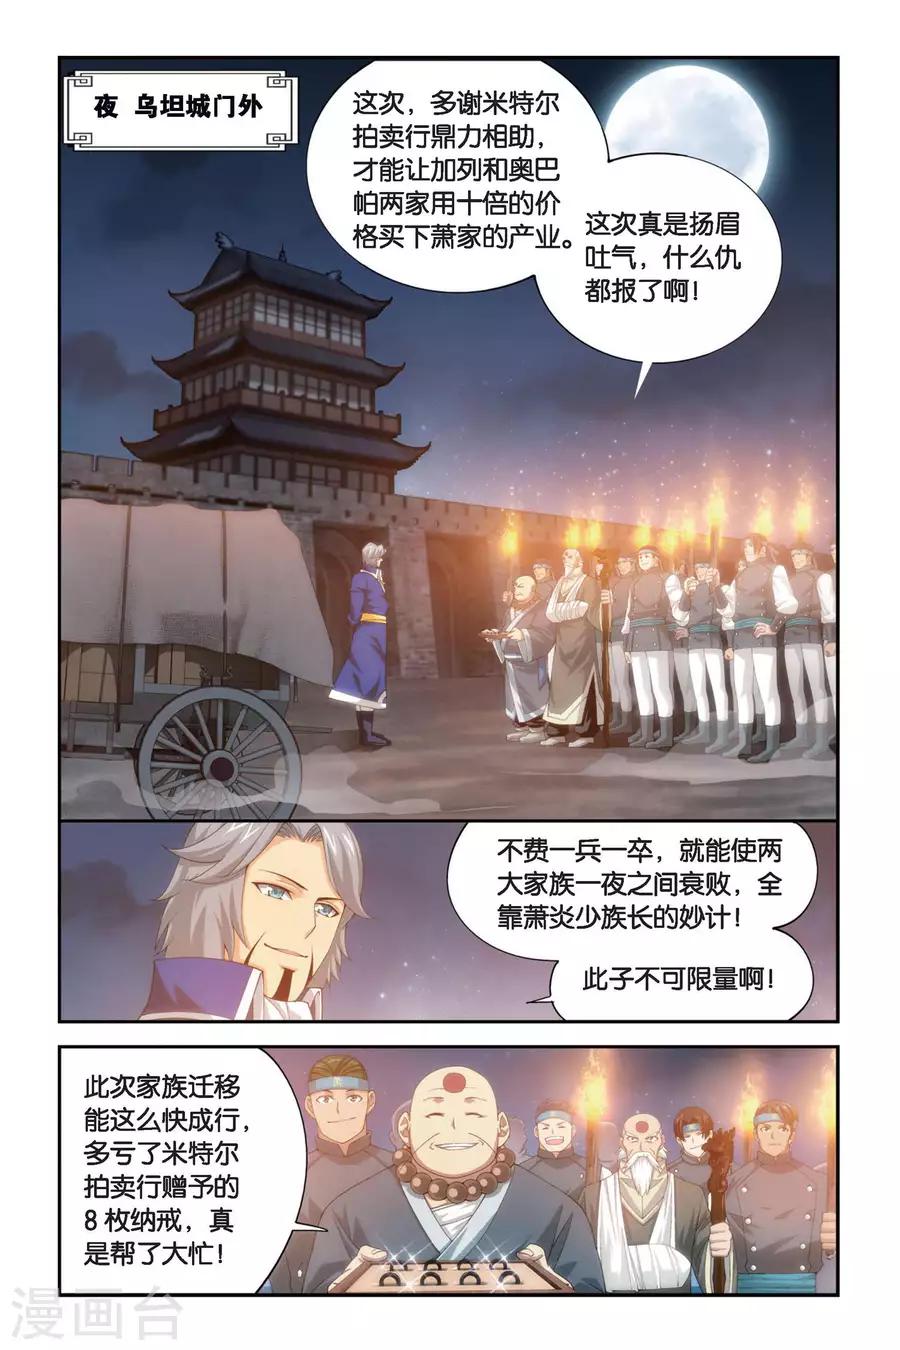 夜 乌坦城门外
这次，多谢米特尔
拍卖行鼎力相助，
才能让加列和奥巴
帕两家用十倍的价
格买下萧家的产业。
这次真是扬眉
吐气，什么仇
都报了啊！
不费一兵一卒，就能使两
大家族一夜之间衰败，全
靠萧炎少族长的妙计！
此子不可限量啊！
此次家族迁移
能这么快成行，
多亏了米特尔
拍卖行赠予的
8枚纳戒，真
是帮了大忙！
漫画台